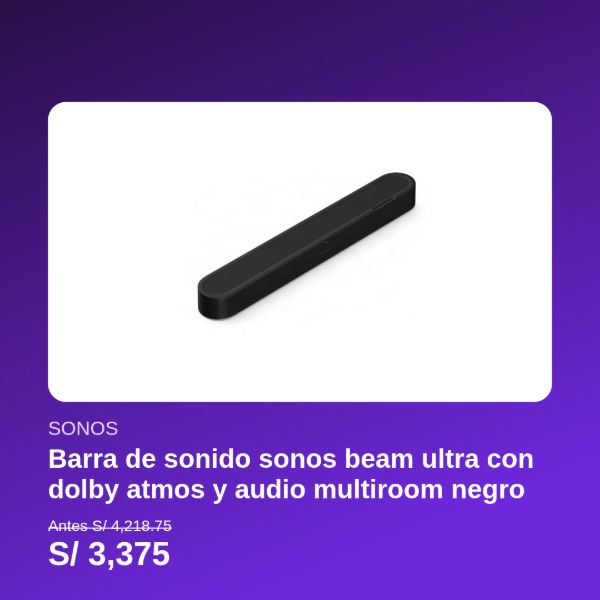 SONOS
Barra de sonido sonos beam ultra con
dolby atmos y audio multiroom negro
Antes S/ 4,218.75
S/ 3,375